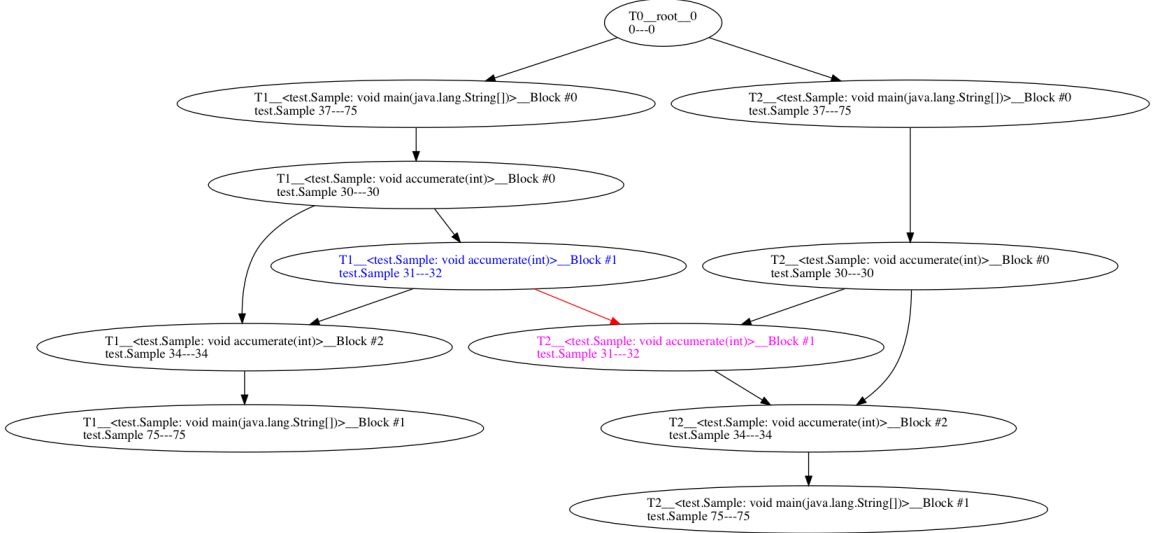 T0__root__0
0---0
T1__<test.Sample: void main(java.lang.String[])>__Block #0
test.Sample 37---75
T2__<test.Sample: void main(java.lang.String[])>__Block #0
test.Sample 37---75
T1__<test.Sample: void accumerate(int)>__Block #0
test.Sample 30---30
T1__<test.Sample: void accumerate(int)>__Block #1
test.Sample 31---32
T2__<test.Sample: void accumerate(int)>__Block #0
test.Sample 30---30
T1__<test.Sample: void accumerate(int)>__Block #2
test.Sample 34---34
T2__<test.Sample: void accumerate(int)>__Block #1
test.Sample 31---32
T1__<test.Sample: void main(java.lang.String[])>__Block #1
test.Sample 75---75
T2__<test.Sample: void accumerate(int)>__Block #2
test.Sample 34---34
T2__<test.Sample: void main(java.lang.String[])>__Block #1
test.Sample 75---75